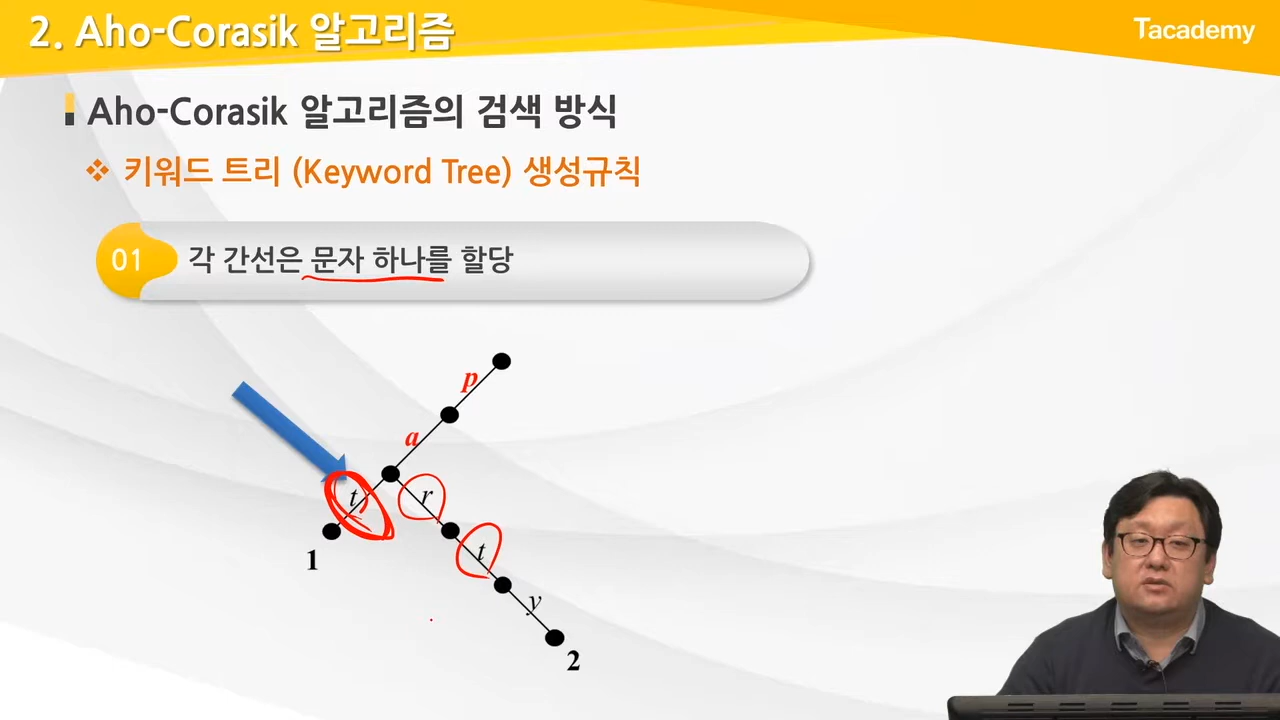 2. Aho-Corasik 알고리즘
Tacademy
Aho-Corasik 알고리즘의 검색 방식
키워드 트리 (Keyword Tree) 생성규칙
01 각 간선은 문자 하나를 할당
p
a
t r
1 t
y
2